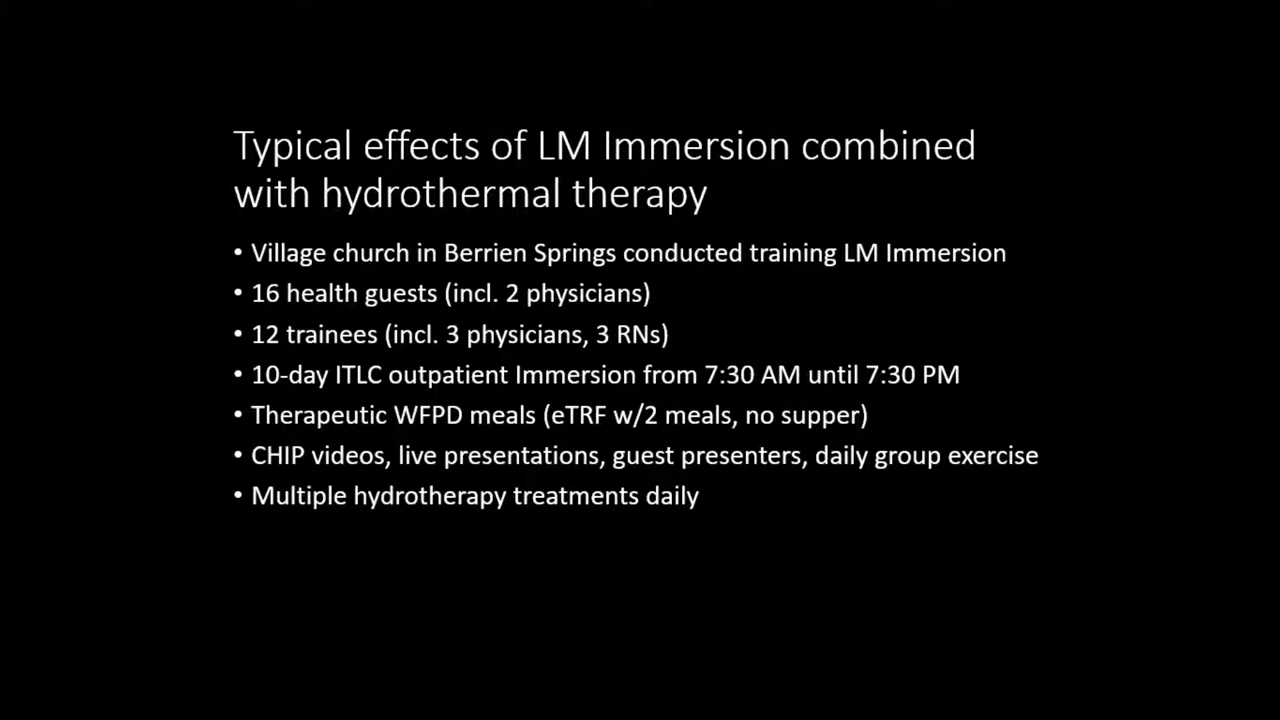 Typical effects of LM Immersion combined
with hydrothermal therapy
• Village church in Berrien Springs conducted training LM Immersion
• 16 health guests (incl. 2 physicians)
• 12 trainees (incl. 3 physicians, 3 RNs)
• 10-day ITLC outpatient Immersion from 7:30 AM until 7:30 PM
• Therapeutic WFPD meals (eTRF w/2 meals, no supper)
• CHIP videos, live presentations, guest presenters, daily group exercise
• Multiple hydrotherapy treatments daily